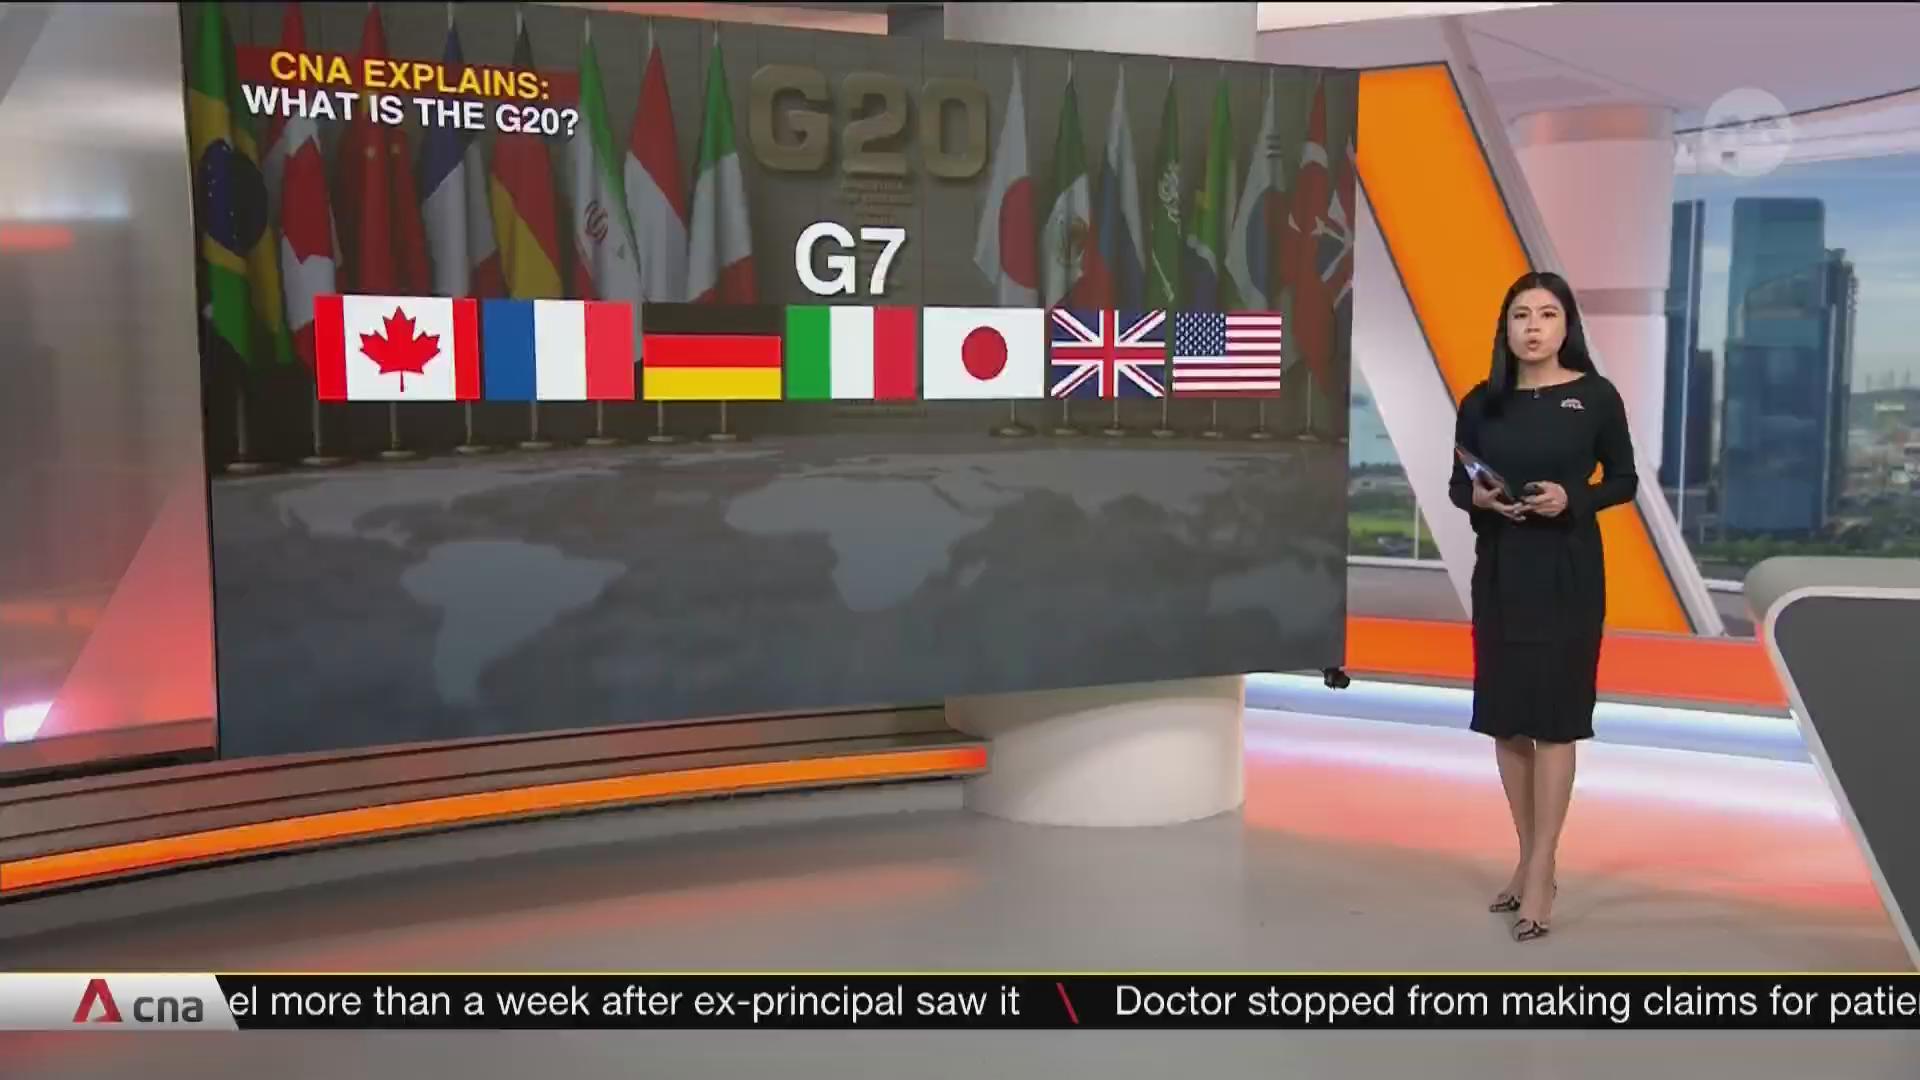 CNA EXPLAINS:
WHAT IS THE G20?
G20
G7
cna
el more than a week after ex-principal saw it \ Doctor stopped from making claims for patie